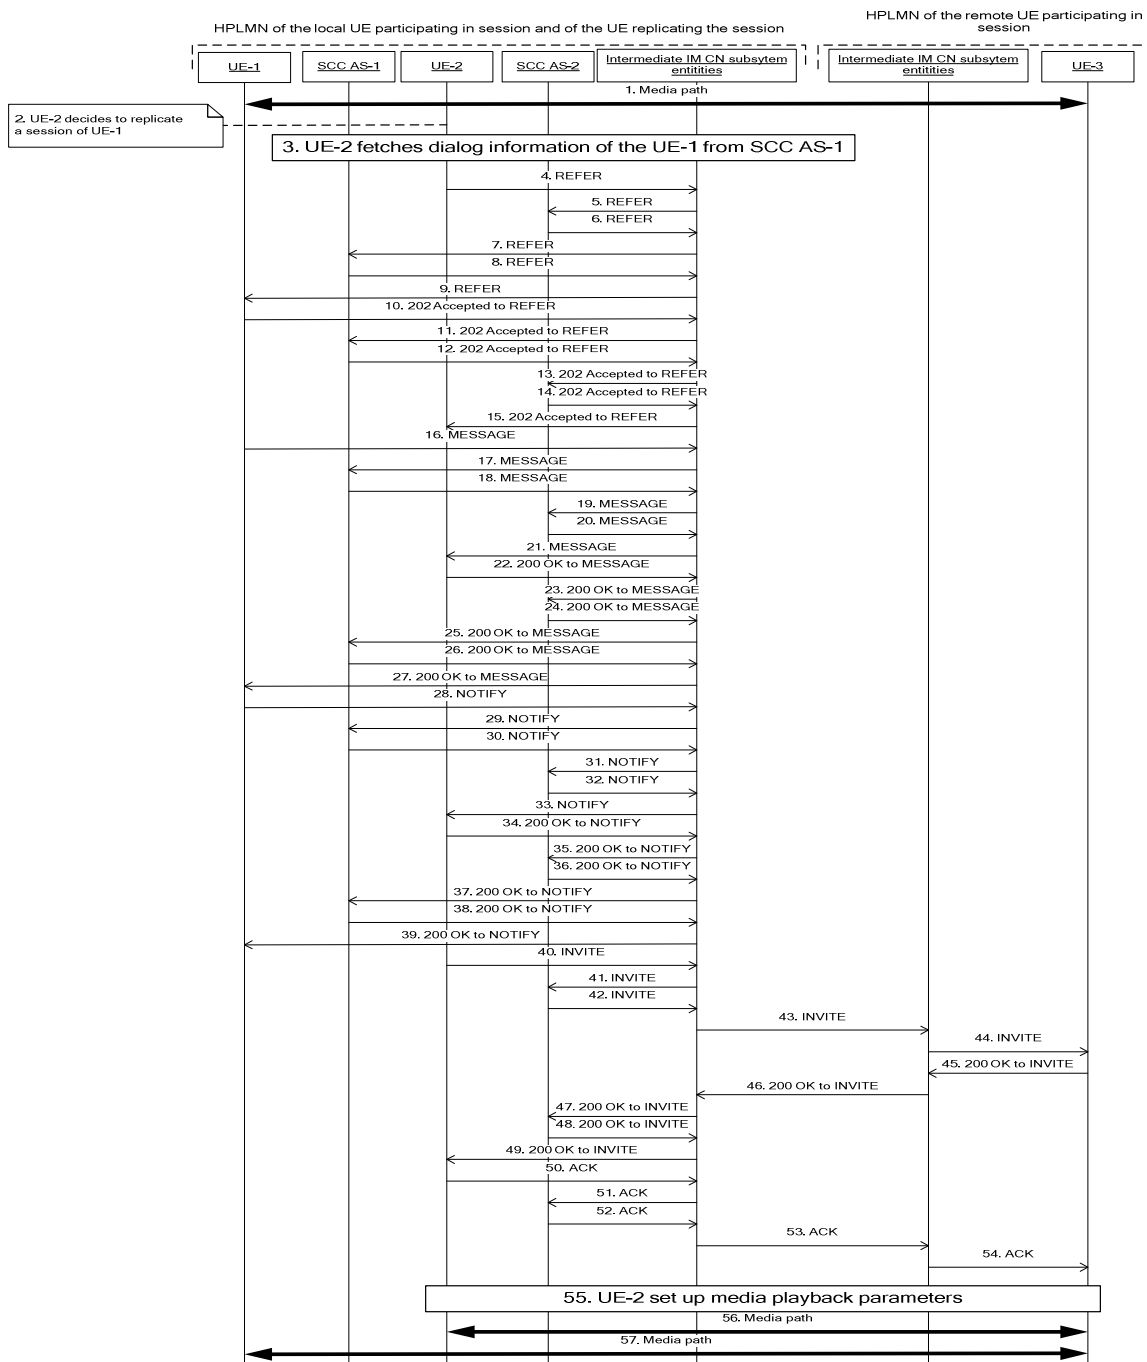 HPLMN of the local UE participating in session and of the UE replicating the session
HPLMN of the remote UE participating in
session
UE-1
SCC AS-1
UE-2
SCC AS-2
Intermediate IM CN subsytem
entitities
Intermediate IM CN subsytem
entitities
UE-3
1. Media path
2. UE-2 decides to replicate
a session of UE-1
3. UE-2 fetches dialog information of the UE-1 from SCC AS-1
4. REFER
5. REFER
6. REFER
7. REFER
8. REFER
9. REFER
10. 202 Accepted to REFER
11. 202 Accepted to REFER
12. 202 Accepted to REFER
13. 202 Accepted to REFER
14. 202 Accepted to REFER
15. 202 Accepted to REFER
16. MESSAGE
17. MESSAGE
18. MESSAGE
19. MESSAGE
20. MESSAGE
21. MESSAGE
22. 200 OK to MESSAGE
23. 200 OK to MESSAGE
24. 200 OK to MESSAGE
25. 200 OK to MESSAGE
26. 200 OK to MESSAGE
27. 200 OK to MESSAGE
28. NOTIFY
29. NOTIFY
30. NOTIFY
31. NOTIFY
32. NOTIFY
33. NOTIFY
34. 200 OK to NOTIFY
35. 200 OK to NOTIFY
36. 200 OK to NOTIFY
37. 200 OK to NOTIFY
38. 200 OK to NOTIFY
39. 200 OK to NOTIFY
40. INVITE
41. INVITE
42. INVITE
43. INVITE
44. INVITE
45. 200 OK to INVITE
46. 200 OK to INVITE
47. 200 OK to INVITE
48. 200 OK to INVITE
49. 200 OK to INVITE
50. ACK
51. ACK
52. ACK
53. ACK
54. ACK
55. UE-2 set up media playback parameters
56. Media path
57. Media path